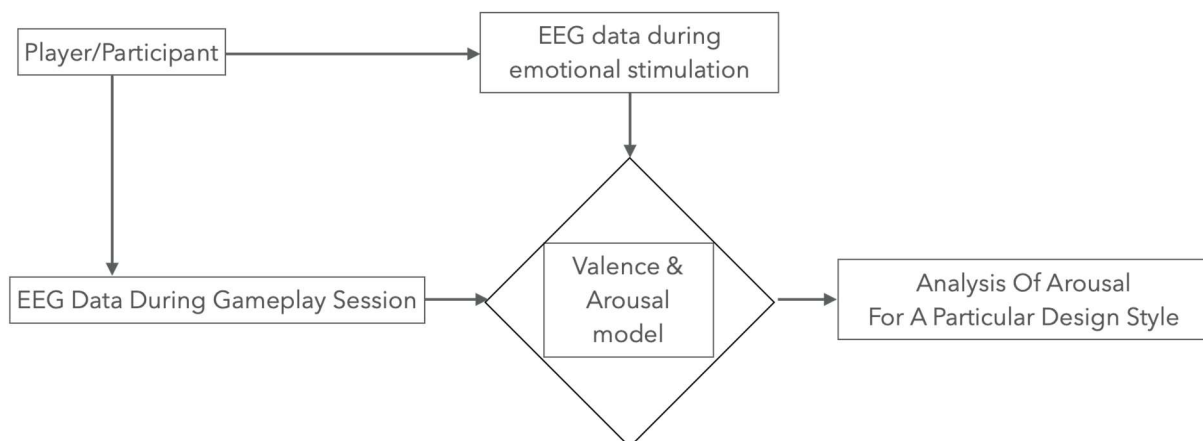 Player/Participant
EEG data during
emotional stimulation
EEG Data During Gameplay Session
Valence &
Arousal
model
Analysis Of Arousal
For A Particular Design Style